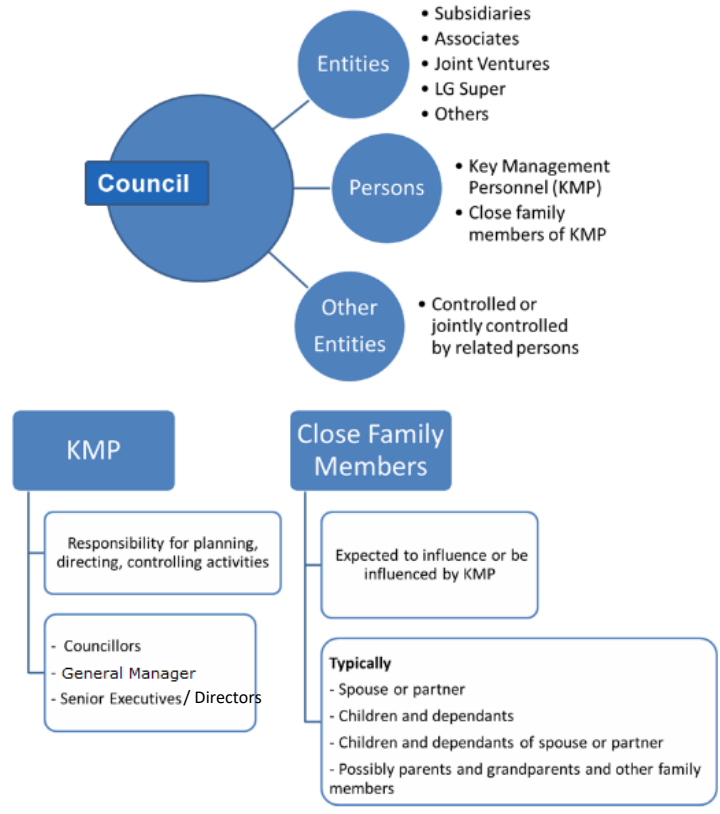 Council
Entities
• Subsidiaries
• Associates
• Joint Ventures
• LG Super
• Others
Persons
• Key Management
Personnel (KMP)
• Close family
members of KMP
Other
Entities
• Controlled or
jointly controlled
by related persons
KMP
Responsibility for planning,
directing, controlling activities
- Councillors
- General Manager
- Senior Executives/ Directors
Close Family
Members
Expected to influence or be
influenced by KMP
Typically
- Spouse or partner
- Children and dependants
- Children and dependants of spouse or partner
- Possibly parents and grandparents and other family
members